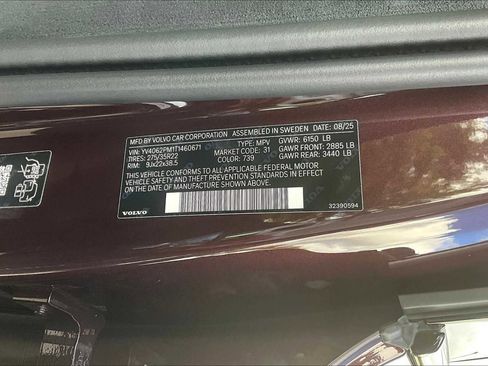 MFD BY VOLVO CAR CORPORATION ASSEMBLED IN SWEDEN 08/25
VIN: YV4062PM1T1460671 TYPE: MPV GVWR: 6150 LB
TIRES: 275/35R22 MARKET CODE: 31 GAWR FRONT: 2885 LB
RIM: 9Jx22x38.5 COLOR: 739 GAWR REAR: 3440 LB
THIS VEHICLE CONFORMS TO ALL APPLICABLE FEDERAL MOTOR
VEHICLE SAFETY AND THEFT PREVENTION STANDARDS IN EFFECT ON
THE DATE OF MANUFACTURE SHOWN ABOVE.
VOLVO 32390594